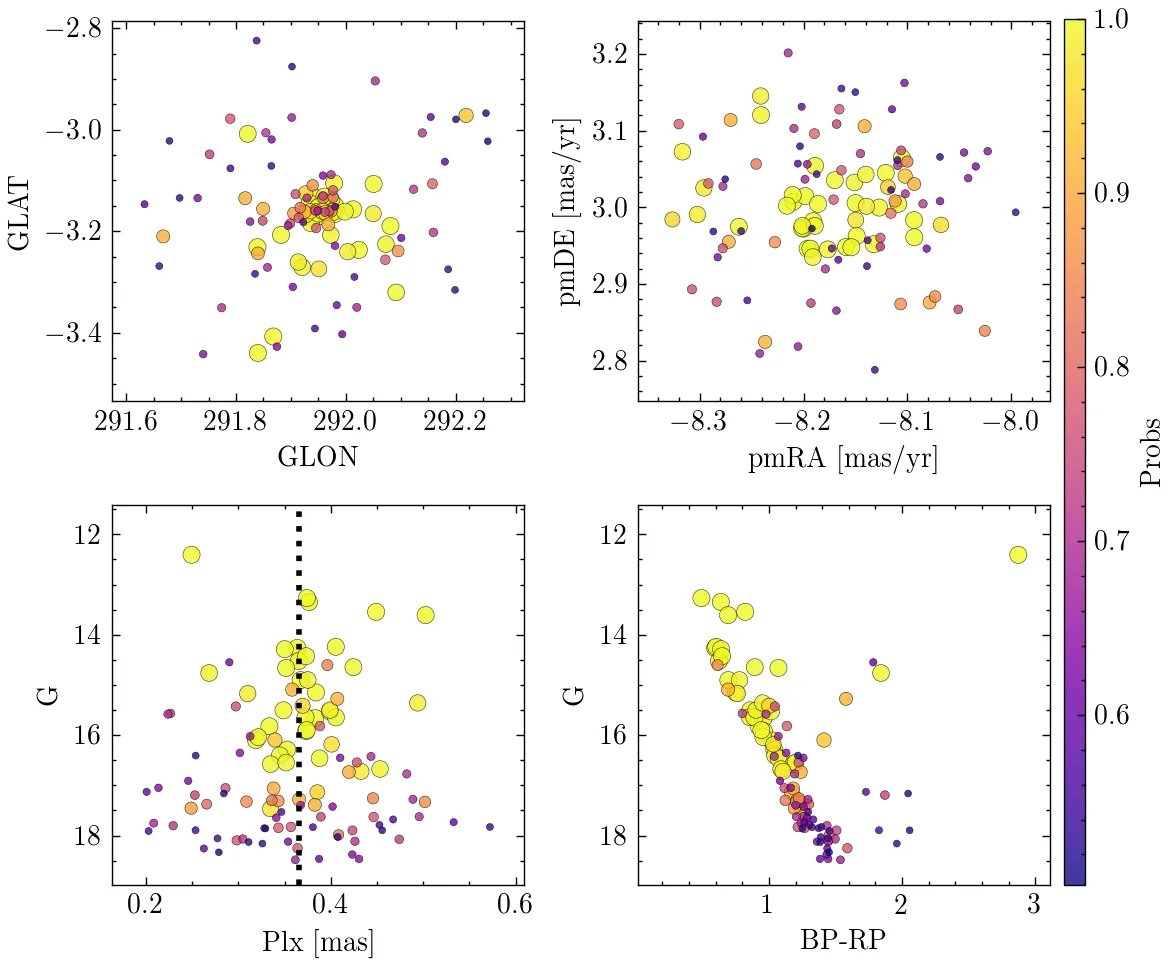 −2.8
−3.0
−3.2
−3.4
GLAT
291.6 291.8 292.0 292.2
GLON
3.2
3.1
3.0
2.9
2.8
pmDE [mas/yr]
−8.3 −8.2 −8.1 −8.0
pmRA [mas/yr]
1.0
0.9
0.8
0.7
0.6
Probs
12
14
16
18
G
0.2 0.4 0.6
Plx [mas]
12
14
16
18
G
1 2 3
BP-RP